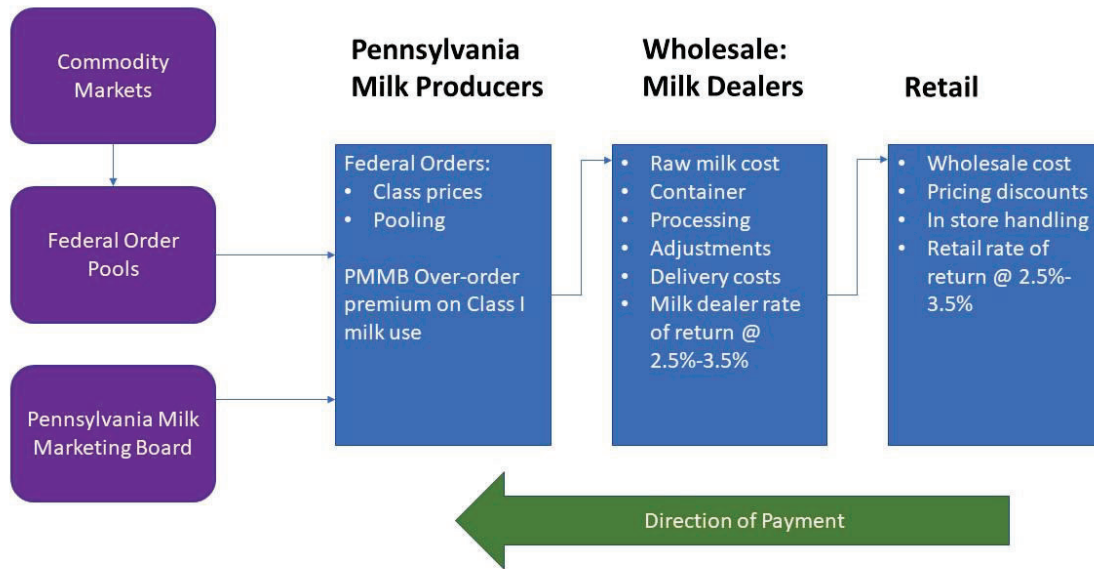 Commodity
Markets
Federal Order
Pools
Pennsylvania Milk
Marketing Board
Pennsylvania
Milk Producers
Federal Orders:
• Class prices
• Pooling
PMMB Over-order
premium on Class I
milk use
Wholesale:
Milk Dealers
• Raw milk cost
• Container
• Processing
• Adjustments
• Delivery costs
• Milk dealer rate
of return @
2.5%-3.5%
Retail
• Wholesale cost
• Pricing discounts
• In store handling
• Retail rate of
return @ 2.5%-
3.5%
Direction of Payment